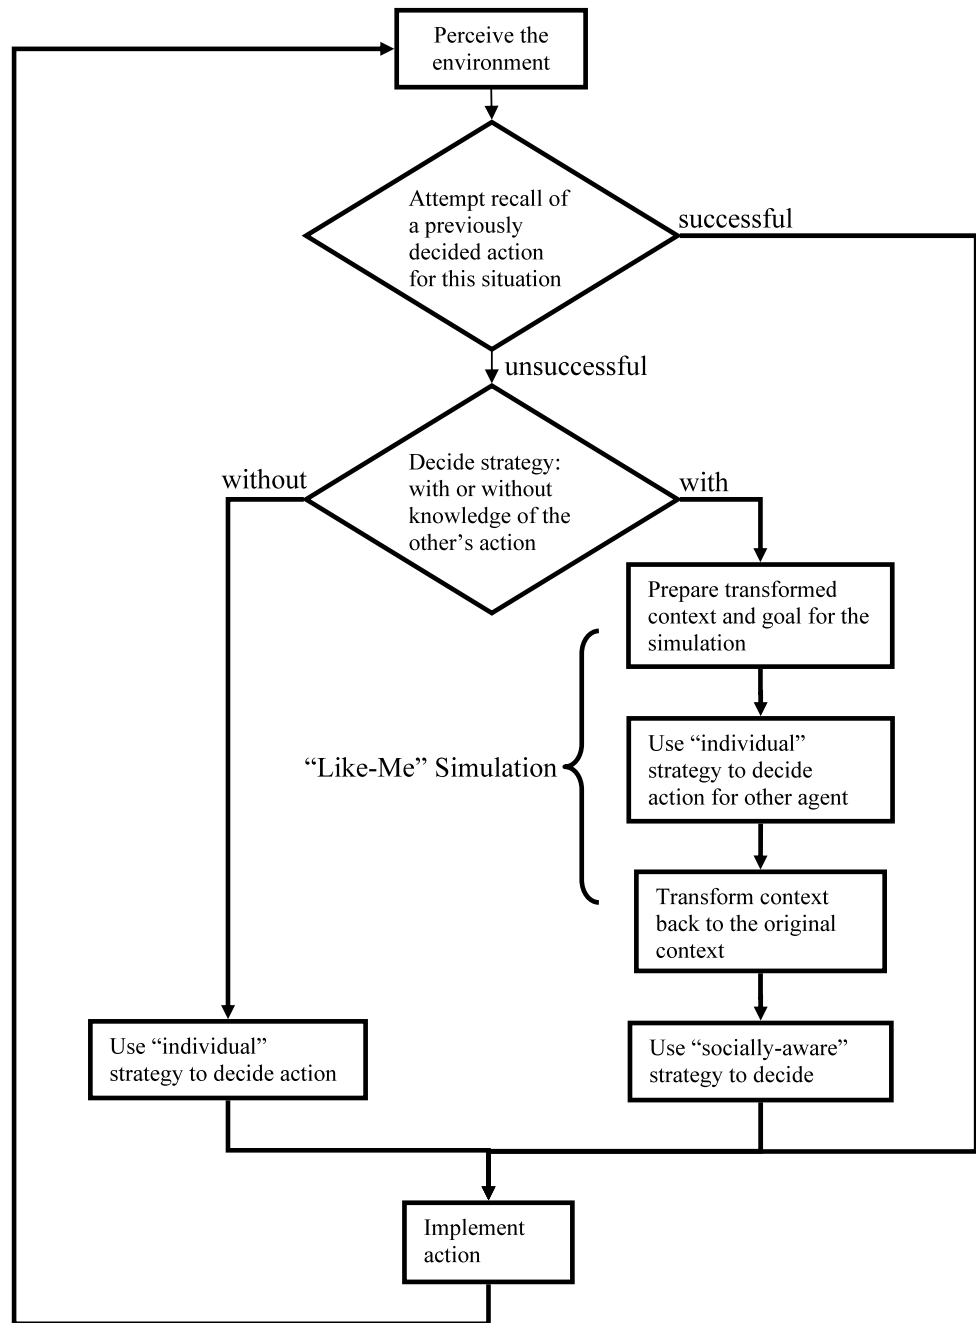 Perceive the
environment
Attempt recall of
a previously
decided action
for this situation
successful
unsuccessful
Decide strategy:
with or without
knowledge of the
other’s action
without
with
Prepare transformed
context and goal for the
simulation
Use “individual”
strategy to decide
action for other agent
“Like-Me” Simulation
Transform context
back to the original
context
Use “individual”
strategy to decide action
Use “socially-aware”
strategy to decide
Implement
action